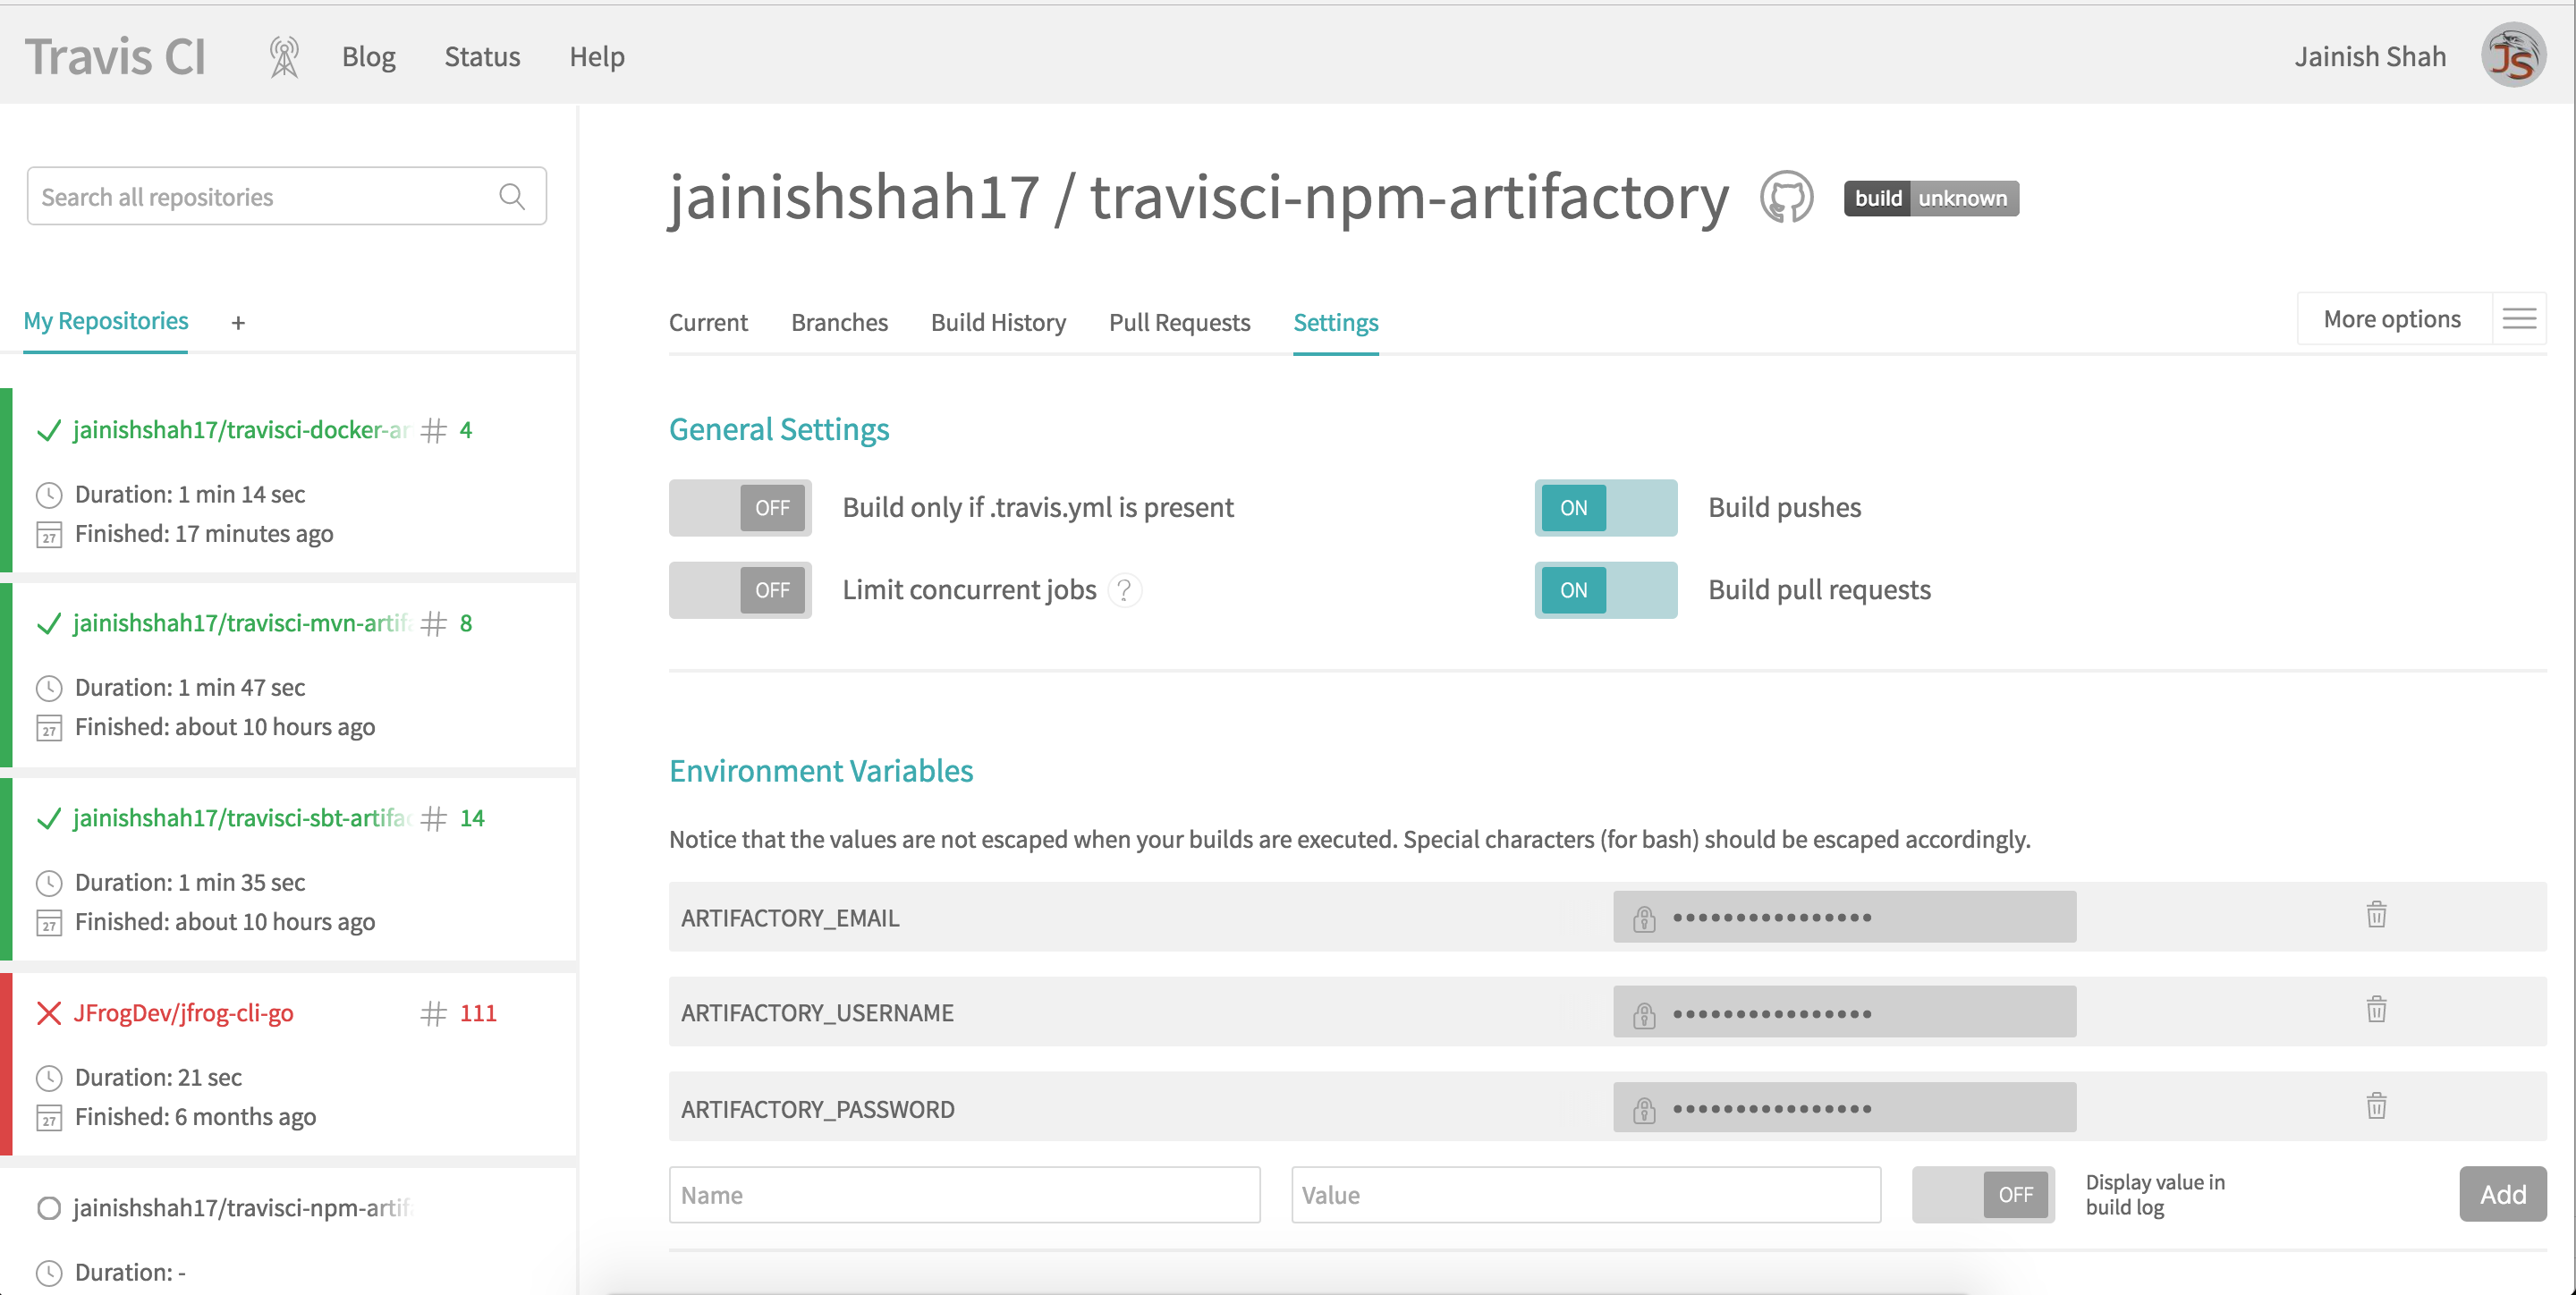 Travis CI
Blog
Status
Help
Jainish Shah
JS
Search all repositories
My Repositories
+
jainishshah17/travisci-docker-ar # 4
Duration: 1 min 14 sec
27 Finished: 17 minutes ago
jainishshah17/travisci-mvn-artifa # 8
Duration: 1 min 47 sec
27 Finished: about 10 hours ago
jainishshah17/travisci-sbt-artifac # 14
Duration: 1 min 35 sec
27 Finished: about 10 hours ago
JFrogDev/jfrog-cli-go # 111
Duration: 21 sec
27 Finished: 6 months ago
jainishshah17/travisci-npm-artifa
Duration: -
jainishshah17 / travisci-npm-artifactory
build unknown
Current
Branches
Build History
Pull Requests
Settings
More options
General Settings
OFF Build only if .travis.yml is present
ON Build pushes
OFF Limit concurrent jobs ?
ON Build pull requests
Environment Variables
Notice that the values are not escaped when your builds are executed. Special characters (for bash) should be escaped accordingly.
ARTIFACTORY_EMAIL ••••••••••••••••
ARTIFACTORY_USERNAME ••••••••••••••••
ARTIFACTORY_PASSWORD ••••••••••••••••
Name
Value
OFF
Display value in
build log
Add